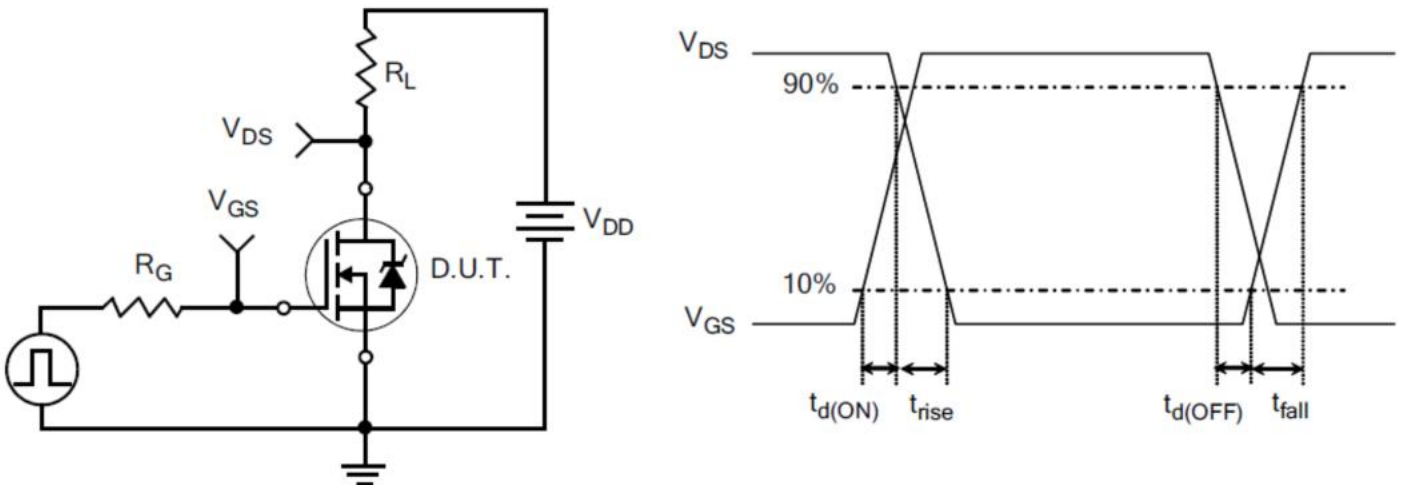 R_L
V_DS
V_GS
R_G
D.U.T.
V_DD
V_DS
90%
10%
V_GS
t_d(ON)
t_rise
t_d(OFF)
t_fall